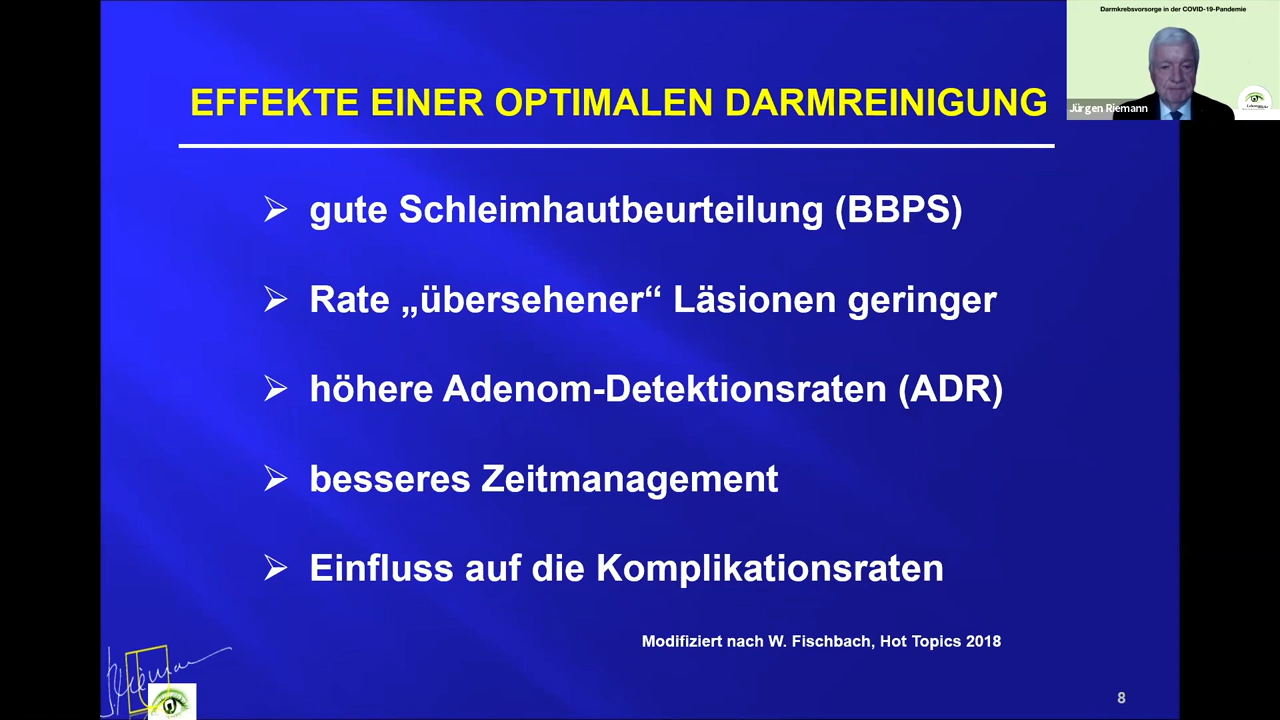 Darmkrebsvorsorge in der COVID-19-Pandemie
Jürgen Riemann
EFFEKTE EINER OPTIMALEN DARMREINIGUNG
➢ gute Schleimhautbeurteilung (BBPS)
➢ Rate „übersehener“ Läsionen geringer
➢ höhere Adenom-Detektionsraten (ADR)
➢ besseres Zeitmanagement
➢ Einfluss auf die Komplikationsraten
Modifiziert nach W. Fischbach, Hot Topics 2018
8